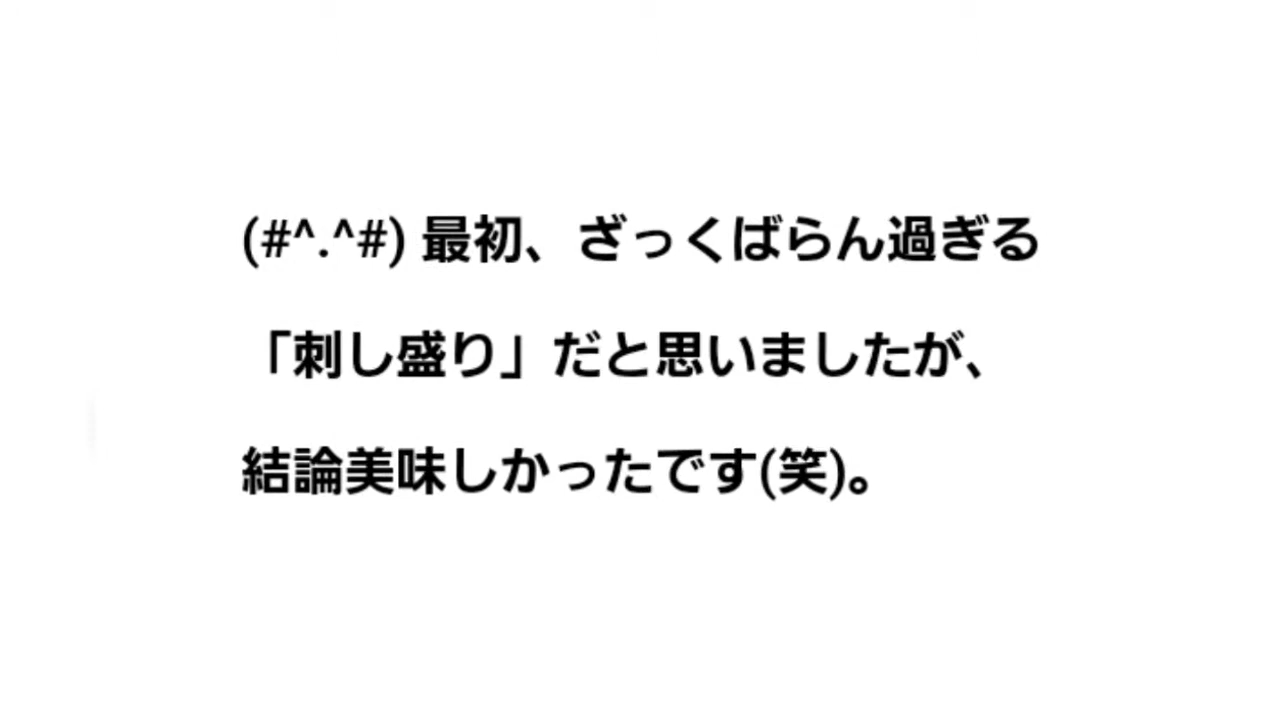 (#^.^#) 最初、ざっくばらん過ぎる
「刺し盛り」だと思いましたが、
結論美味しかったです(笑)。